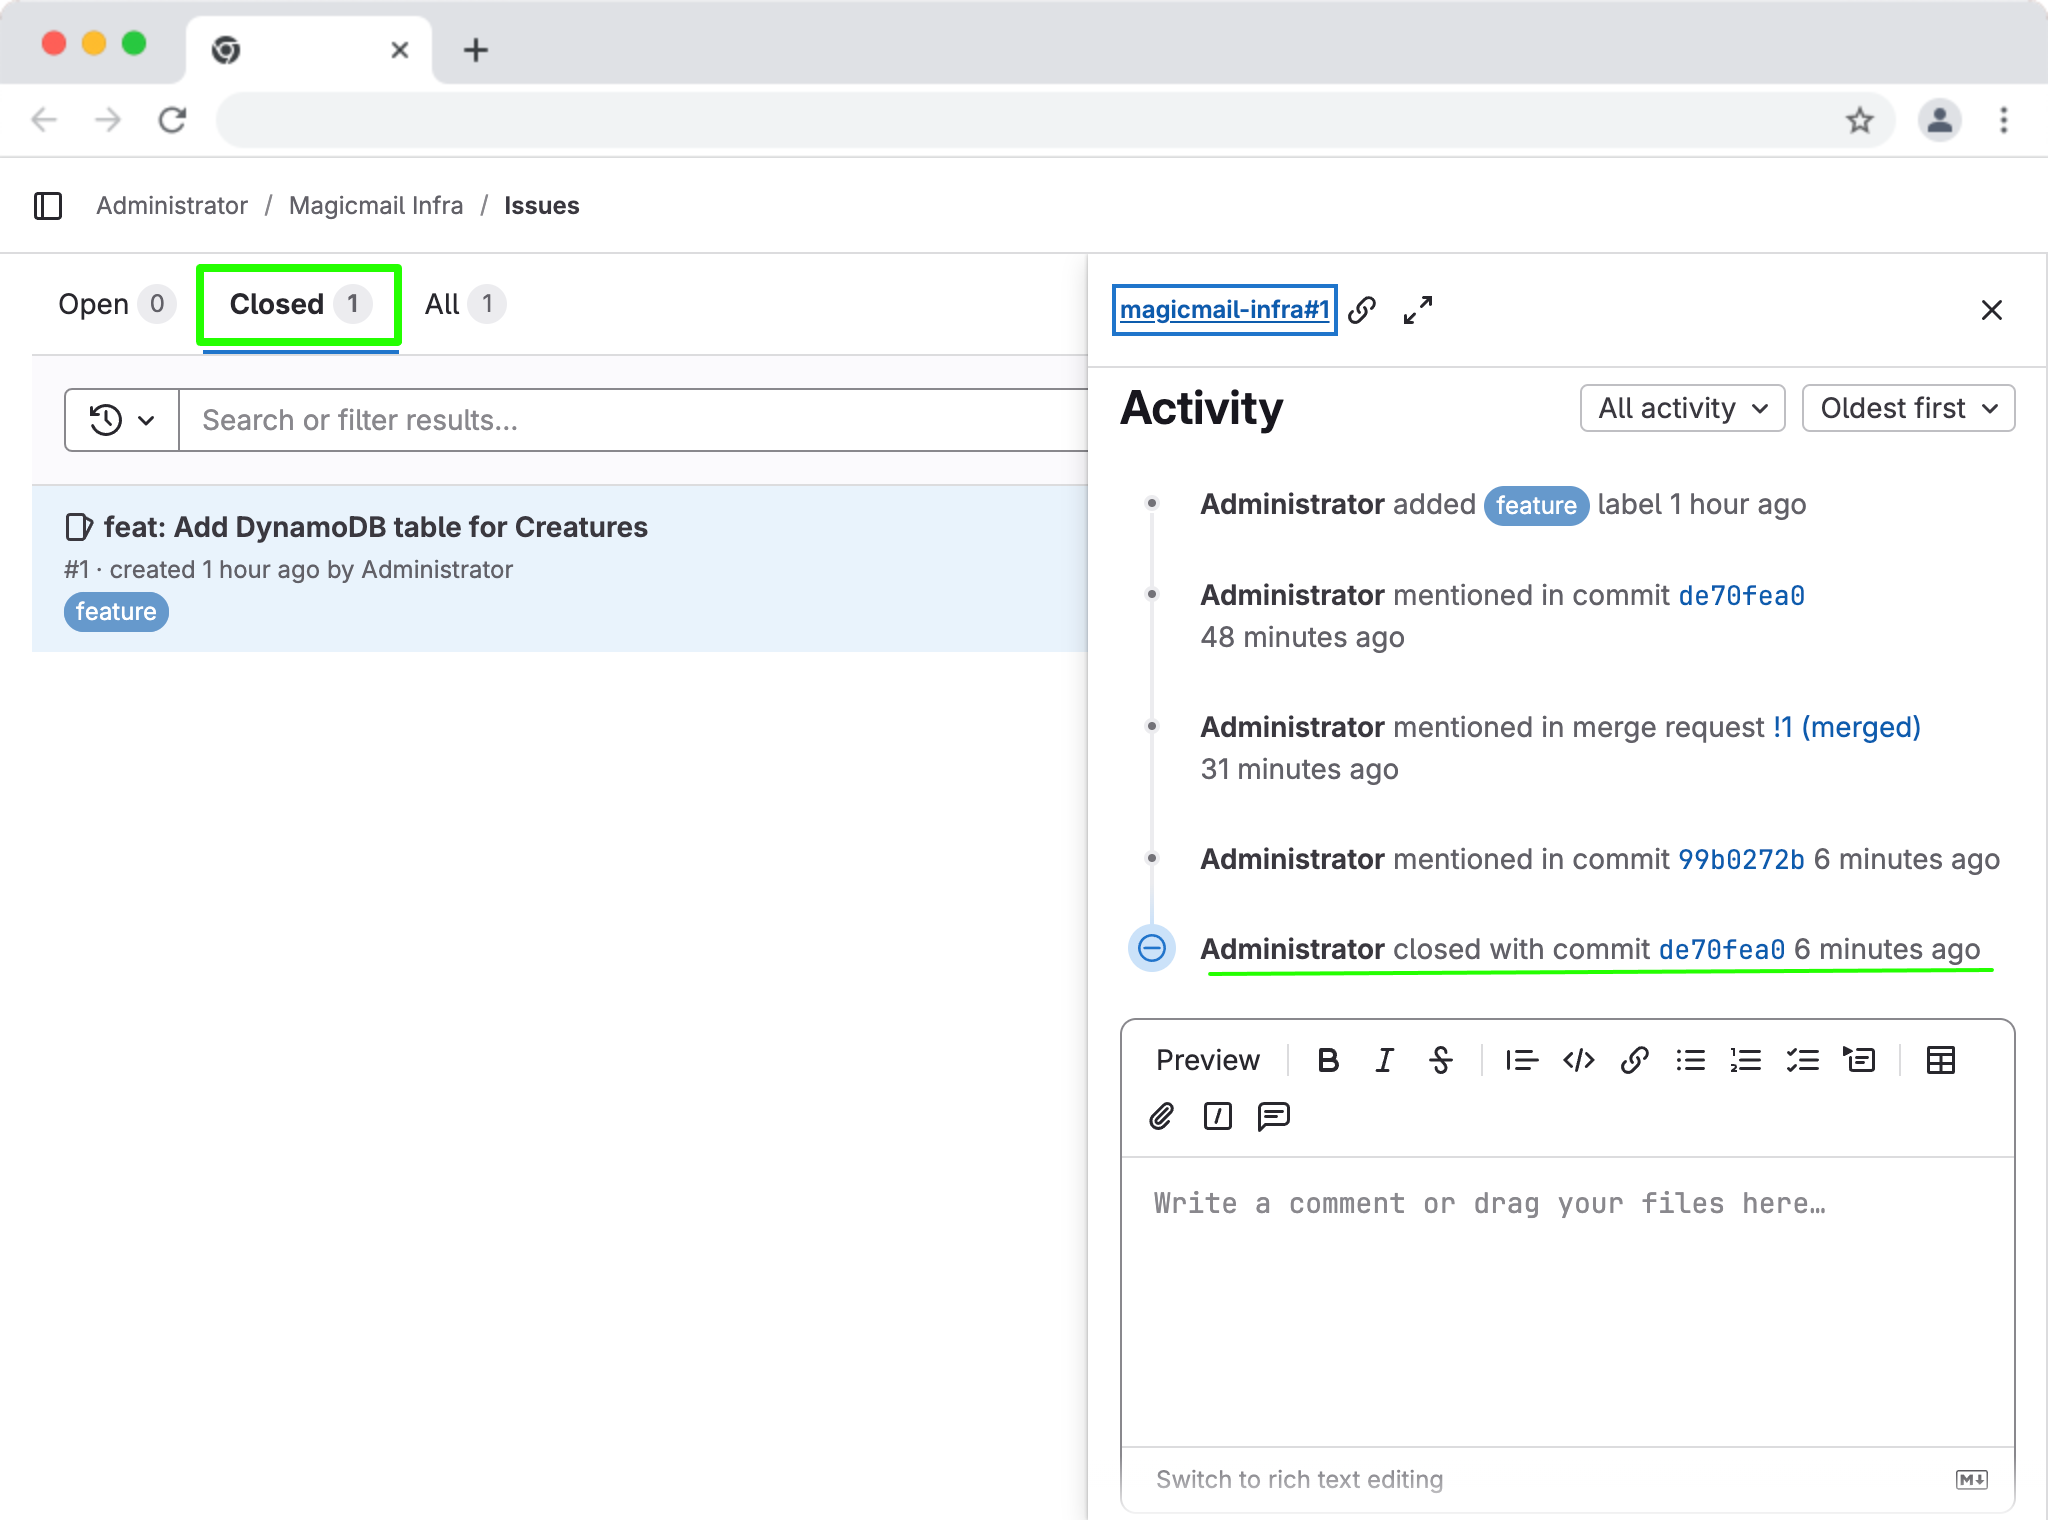 Administrator / Magicmail Infra / Issues
Open 0 Closed 1 All 1
Search or filter results...
feat: Add DynamoDB table for Creatures
#1 · created 1 hour ago by Administrator
feature
magicmail-infra#1
Activity
All activity
Oldest first
Administrator added feature label 1 hour ago
Administrator mentioned in commit de70fea0
48 minutes ago
Administrator mentioned in merge request !1 (merged)
31 minutes ago
Administrator mentioned in commit 99b0272b 6 minutes ago
Administrator closed with commit de70fea0 6 minutes ago
Preview
Write a comment or drag your files here…
Switch to rich text editing